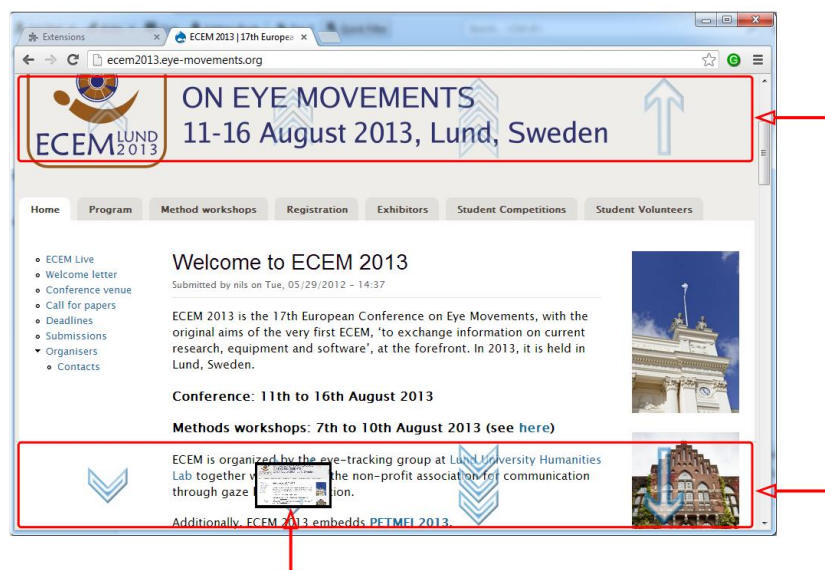 Extensions
ECEM 2013 | 17th Europea
ecem2013.eye-movements.org
ON EYE MOVEMENTS
11-16 August 2013, Lund, Sweden
ECEM LUND 2013
Home Program Method workshops Registration Exhibitors Student Competitions Student Volunteers
ECEM Live
Welcome letter
Conference venue
Call for papers
Deadlines
Submissions
Organisers
Contacts
Welcome to ECEM 2013
Submitted by nils on Tue, 05/29/2012 - 14:37
ECEM 2013 is the 17th European Conference on Eye Movements, with the
original aims of the very first ECEM, 'to exchange information on current
research, equipment and software', at the forefront. In 2013, it is held in
Lund, Sweden.
Conference: 11th to 16th August 2013
Methods workshops: 7th to 10th August 2013 (see here)
ECEM is organized by the eye-tracking group at Lund University Humanities
Lab together the non-profit association for communication
through gaze
Additionally, ECEM 2013 embedds PETMEI 2013.